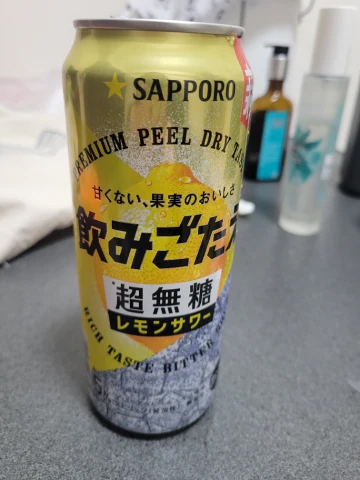 SAPPORO
PREMIUM PEEL DRY
甘くない、果実のおいしさ
飲みごたえ
超無糖
レモンサワー
RICH TASTE BITTER